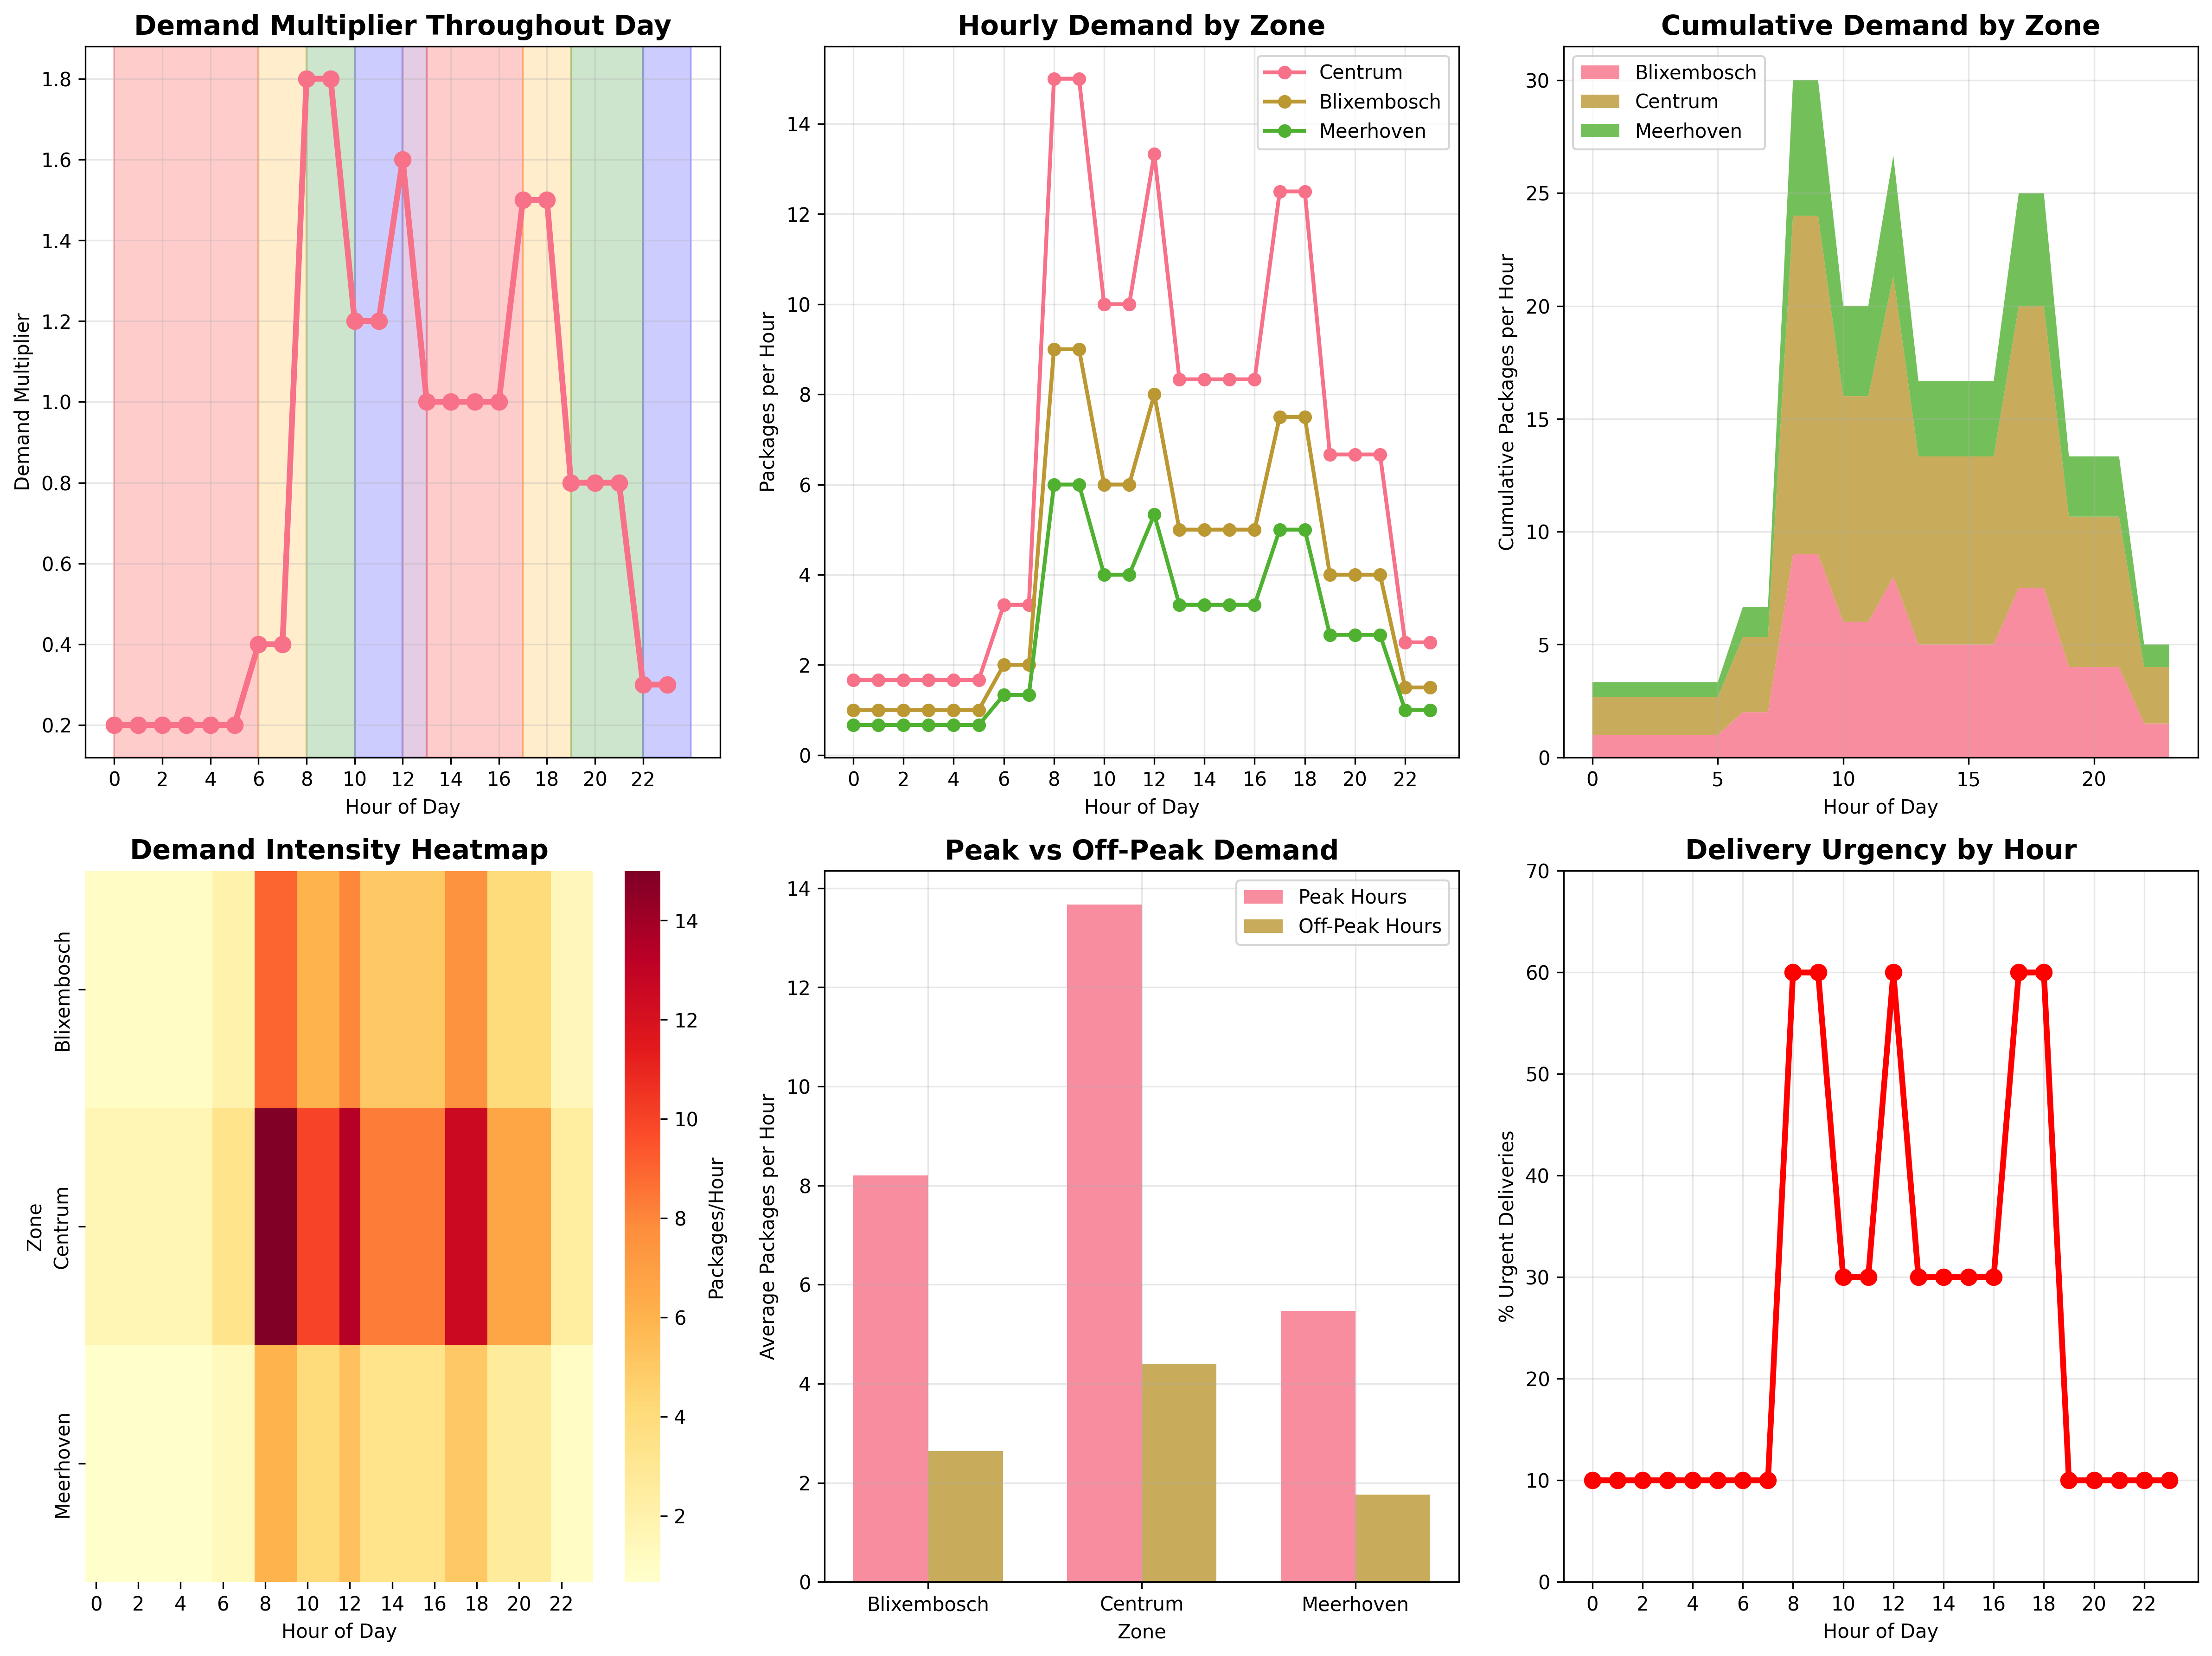 Demand Multiplier Throughout Day
1.8
1.6
1.4
1.2
1.0
0.8
0.6
0.4
0.2
Demand Multiplier
0 2 4 6 8 10 12 14 16 18 20 22
Hour of Day
Hourly Demand by Zone
Centrum
Blixembosch
Meerhoven
14
12
10
8
6
4
2
0
Packages per Hour
0 2 4 6 8 10 12 14 16 18 20 22
Hour of Day
Cumulative Demand by Zone
Blixembosch
Centrum
Meerhoven
30
25
20
15
10
5
0
Cumulative Packages per Hour
0 5 10 15 20
Hour of Day
Demand Intensity Heatmap
Blixembosch
Centrum
Meerhoven
Zone
0 2 4 6 8 10 12 14 16 18 20 22
Hour of Day
14
12
10
8
6
4
2
Packages/Hour
Peak vs Off-Peak Demand
Peak Hours
Off-Peak Hours
14
12
10
8
6
4
2
0
Average Packages per Hour
Blixembosch Centrum Meerhoven
Zone
Delivery Urgency by Hour
70
60
50
40
30
20
10
0
% Urgent Deliveries
0 2 4 6 8 10 12 14 16 18 20 22
Hour of Day